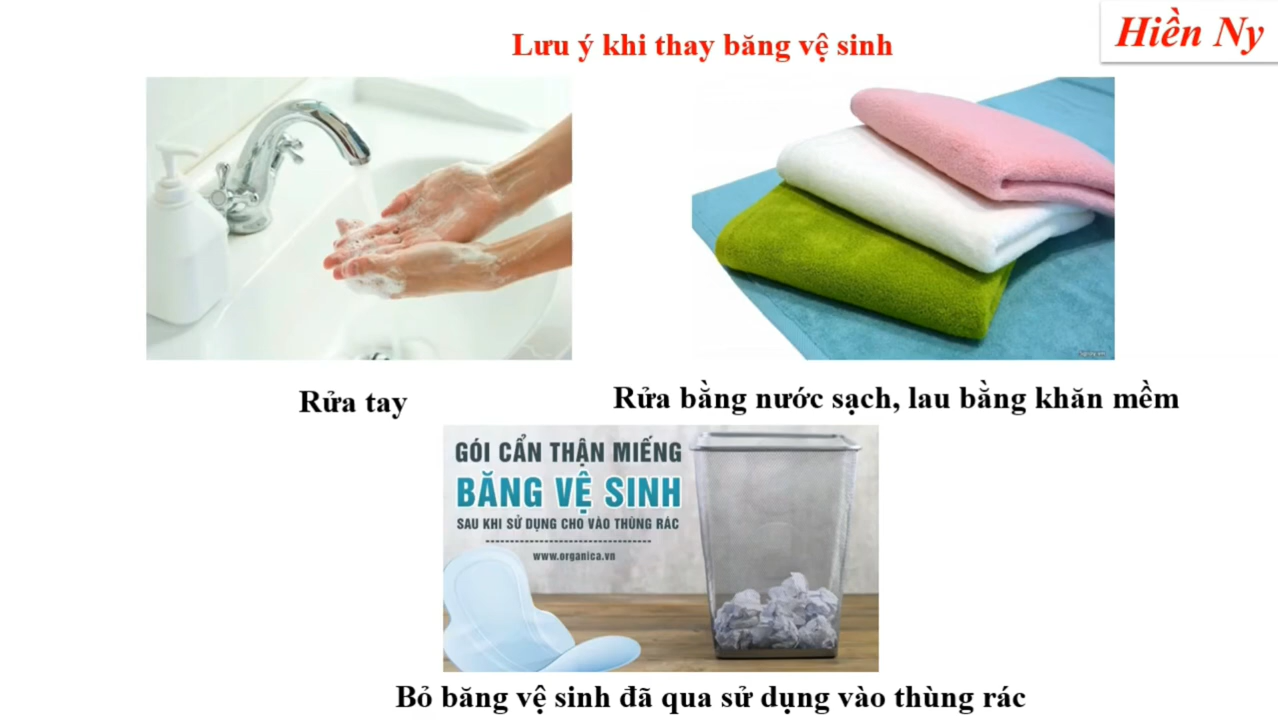 Hiền Ny
Lưu ý khi thay băng vệ sinh
Rửa tay
Rửa bằng nước sạch, lau bằng khăn mềm
GÓI CẨN THẬN MIẾNG
BĂNG VỆ SINH
SAU KHI SỬ DỤNG CHO VÀO THÙNG RÁC
www.organica.vn
Bỏ băng vệ sinh đã qua sử dụng vào thùng rác